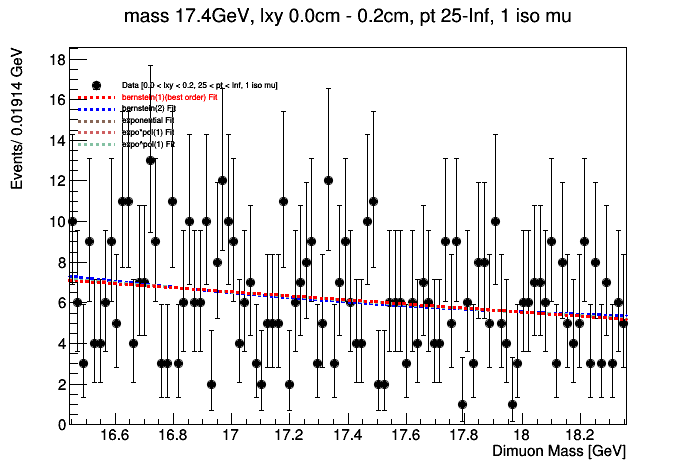 mass 17.4GeV, lxy 0.0cm - 0.2cm, pt 25-Inf, 1 iso mu
Events/ 0.01914 GeV
Data [0.0 < lxy < 0.2, 25 < pt < Inf, 1 iso mu]
bernstein(1)(best order) Fit
bernstein(2) Fit
exponential Fit
expo*pol(1) Fit
expo^pol(1) Fit
18
16
14
12
10
8
6
4
2
0
16.6 16.8 17 17.2 17.4 17.6 17.8 18 18.2
Dimuon Mass [GeV]